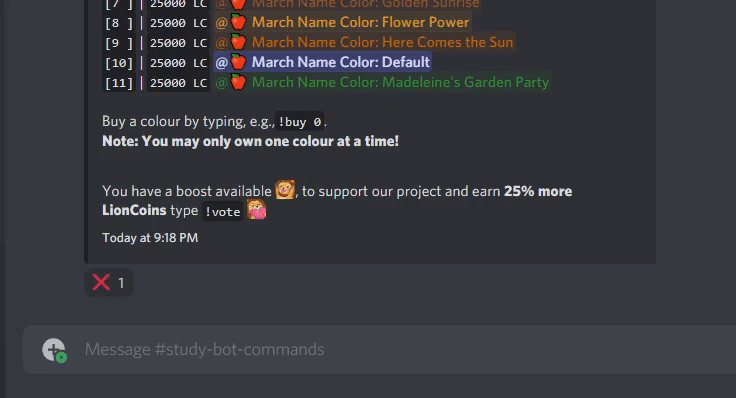 [7 ] | 25000 LC @🍎 March Name Color: Golden Sunrise
[8 ] | 25000 LC @🍎 March Name Color: Flower Power
[9 ] | 25000 LC @🍎 March Name Color: Here Comes the Sun
[10] | 25000 LC @🍎 March Name Color: Default
[11] | 25000 LC @🍎 March Name Color: Madeleine's Garden Party
Buy a colour by typing, e.g., !buy 0.
Note: You may only own one colour at a time!
You have a boost available , to support our project and earn 25% more
LionCoins type !vote
Today at 9:18 PM
❌ 1
Message #study-bot-commands